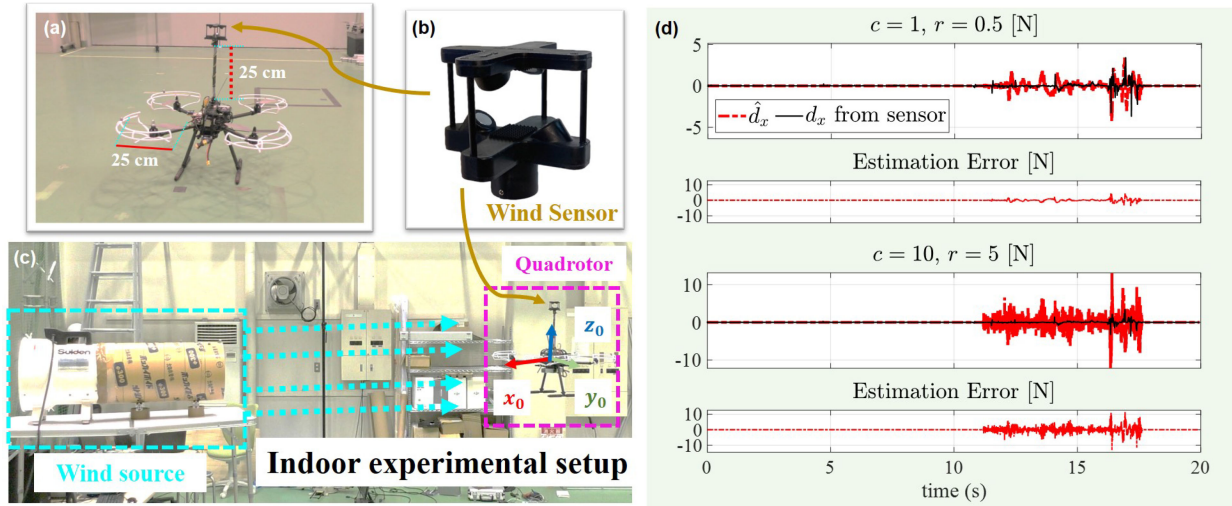 (a)
25 cm
25 cm
(b)
Wind Sensor
(c)
Suiden
Wind source
Quadrotor
z₀
x₀
y₀
Indoor experimental setup
(d)
c = 1, r = 0.5 [N]
5
0
-5
d̂ₓ dₓ from sensor
Estimation Error [N]
10
0
-10
c = 10, r = 5 [N]
10
0
-10
Estimation Error [N]
10
0
-10
0 5 10 15 20
time (s)